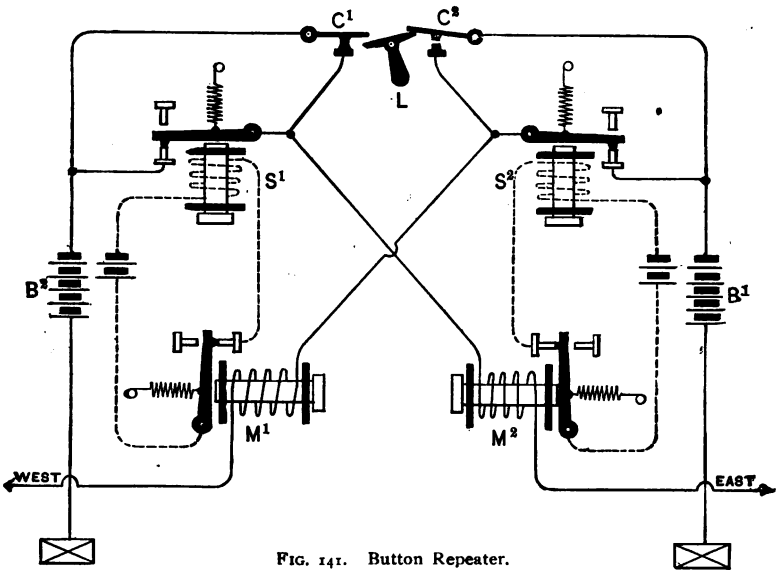 C¹ C²
L
S¹ S²
B² B¹
M¹ M²
WEST EAST
FIG. 141. Button Repeater.